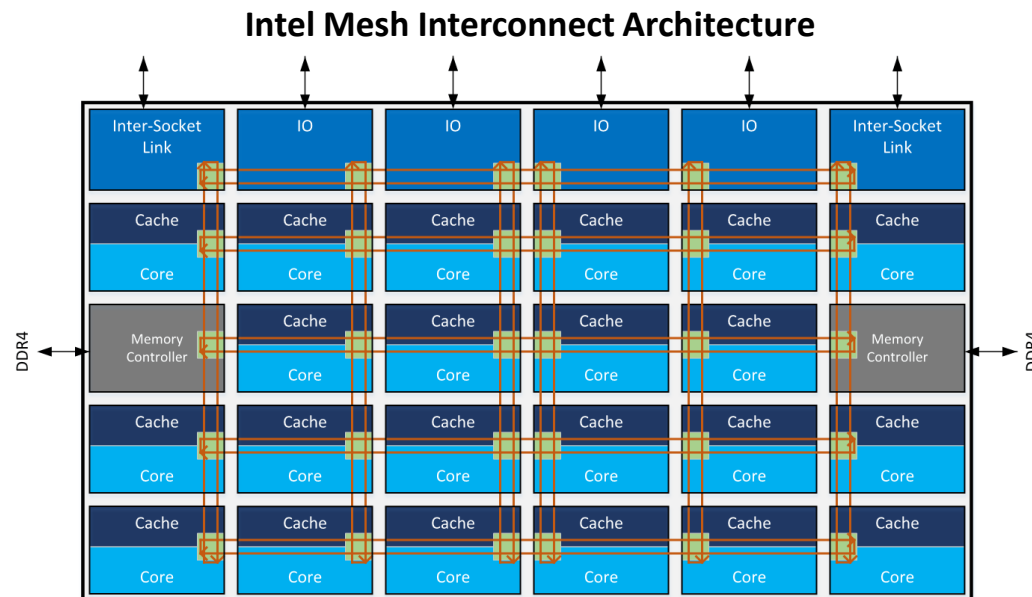 Intel Mesh Interconnect Architecture
Inter-Socket
Link
IO
IO
IO
IO
Inter-Socket
Link
Cache
Cache
Cache
Cache
Cache
Cache
Core
Core
Core
Core
Core
Core
DDR4
Memory
Controller
Cache
Core
Cache
Core
Cache
Core
Cache
Core
Memory
Controller
DDR4
Cache
Cache
Cache
Cache
Cache
Cache
Core
Core
Core
Core
Core
Core
Cache
Cache
Cache
Cache
Cache
Cache
Core
Core
Core
Core
Core
Core